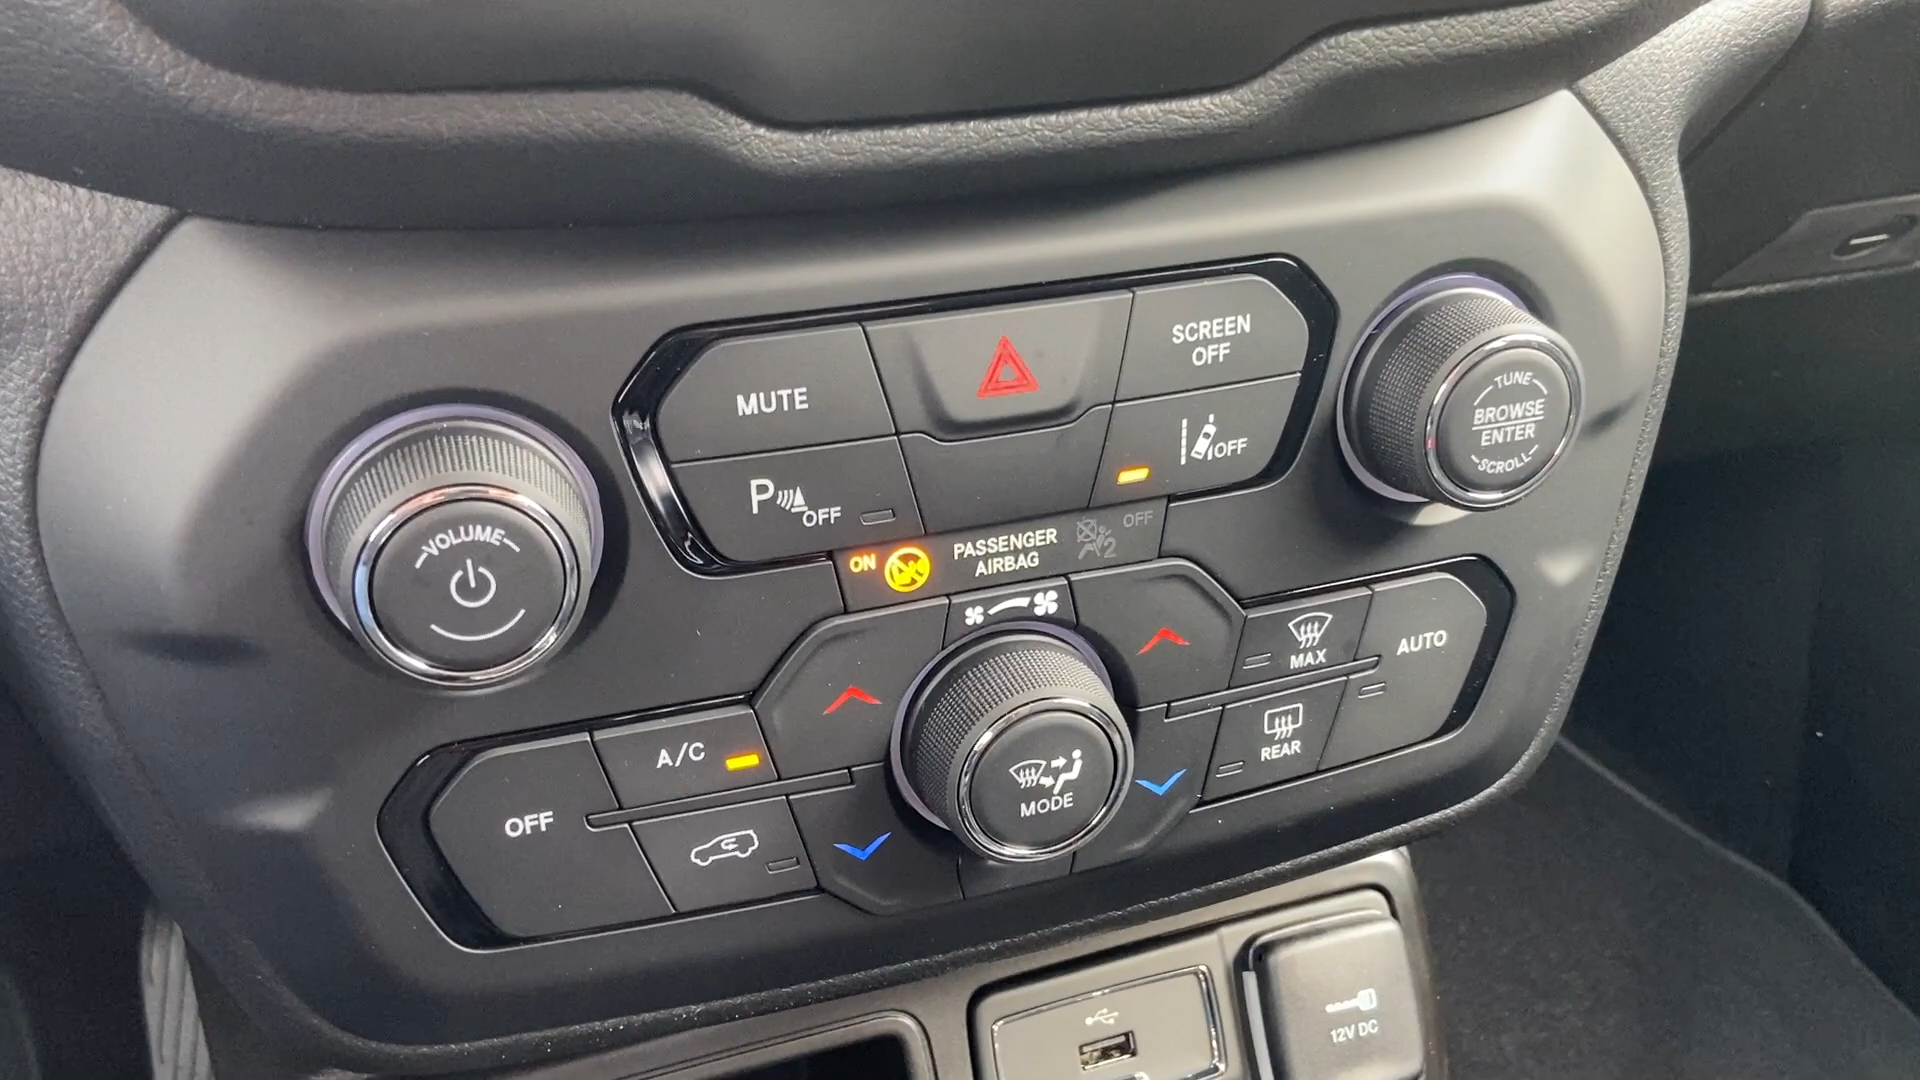 MUTE
SCREEN
OFF
P OFF
OFF
VOLUME
TUNE
BROWSE
ENTER
SCROLL
ON
PASSENGER
AIRBAG
2
OFF
MAX
AUTO
A/C
REAR
OFF
MODE
12V DC